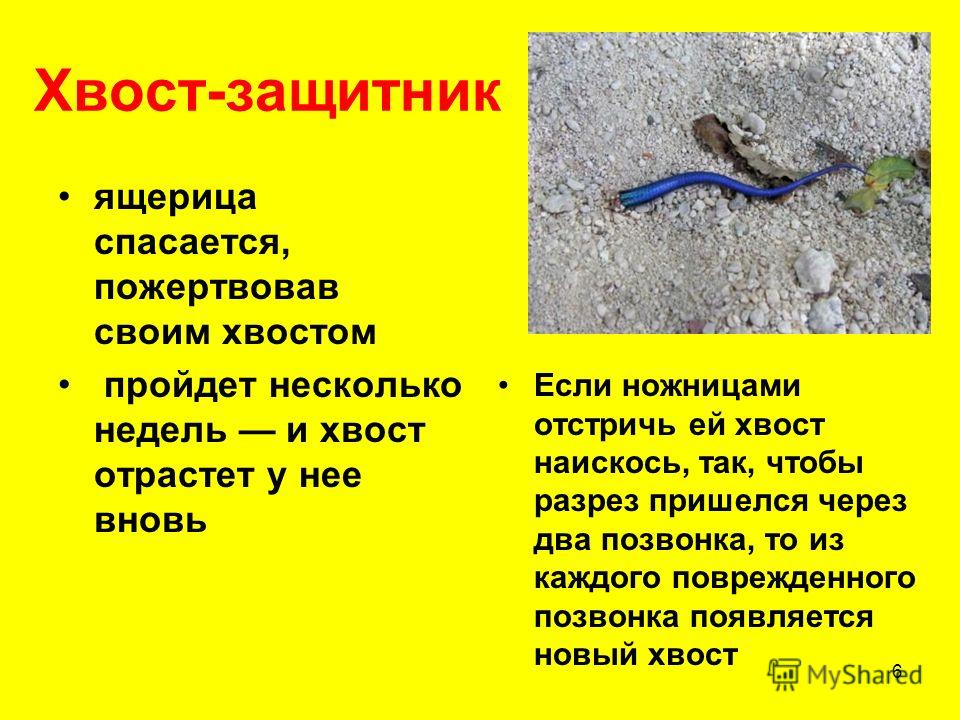 Хвост-защитник
• ящерица
спасается,
пожертвовав
своим хвостом
• пройдет несколько
недель — и хвост
отрастет у нее
вновь
• Если ножницами
отстричь ей хвост
наискось, так, чтобы
разрез пришелся через
два позвонка, то из
каждого поврежденного
позвонка появляется
новый хвост
6
MyShared